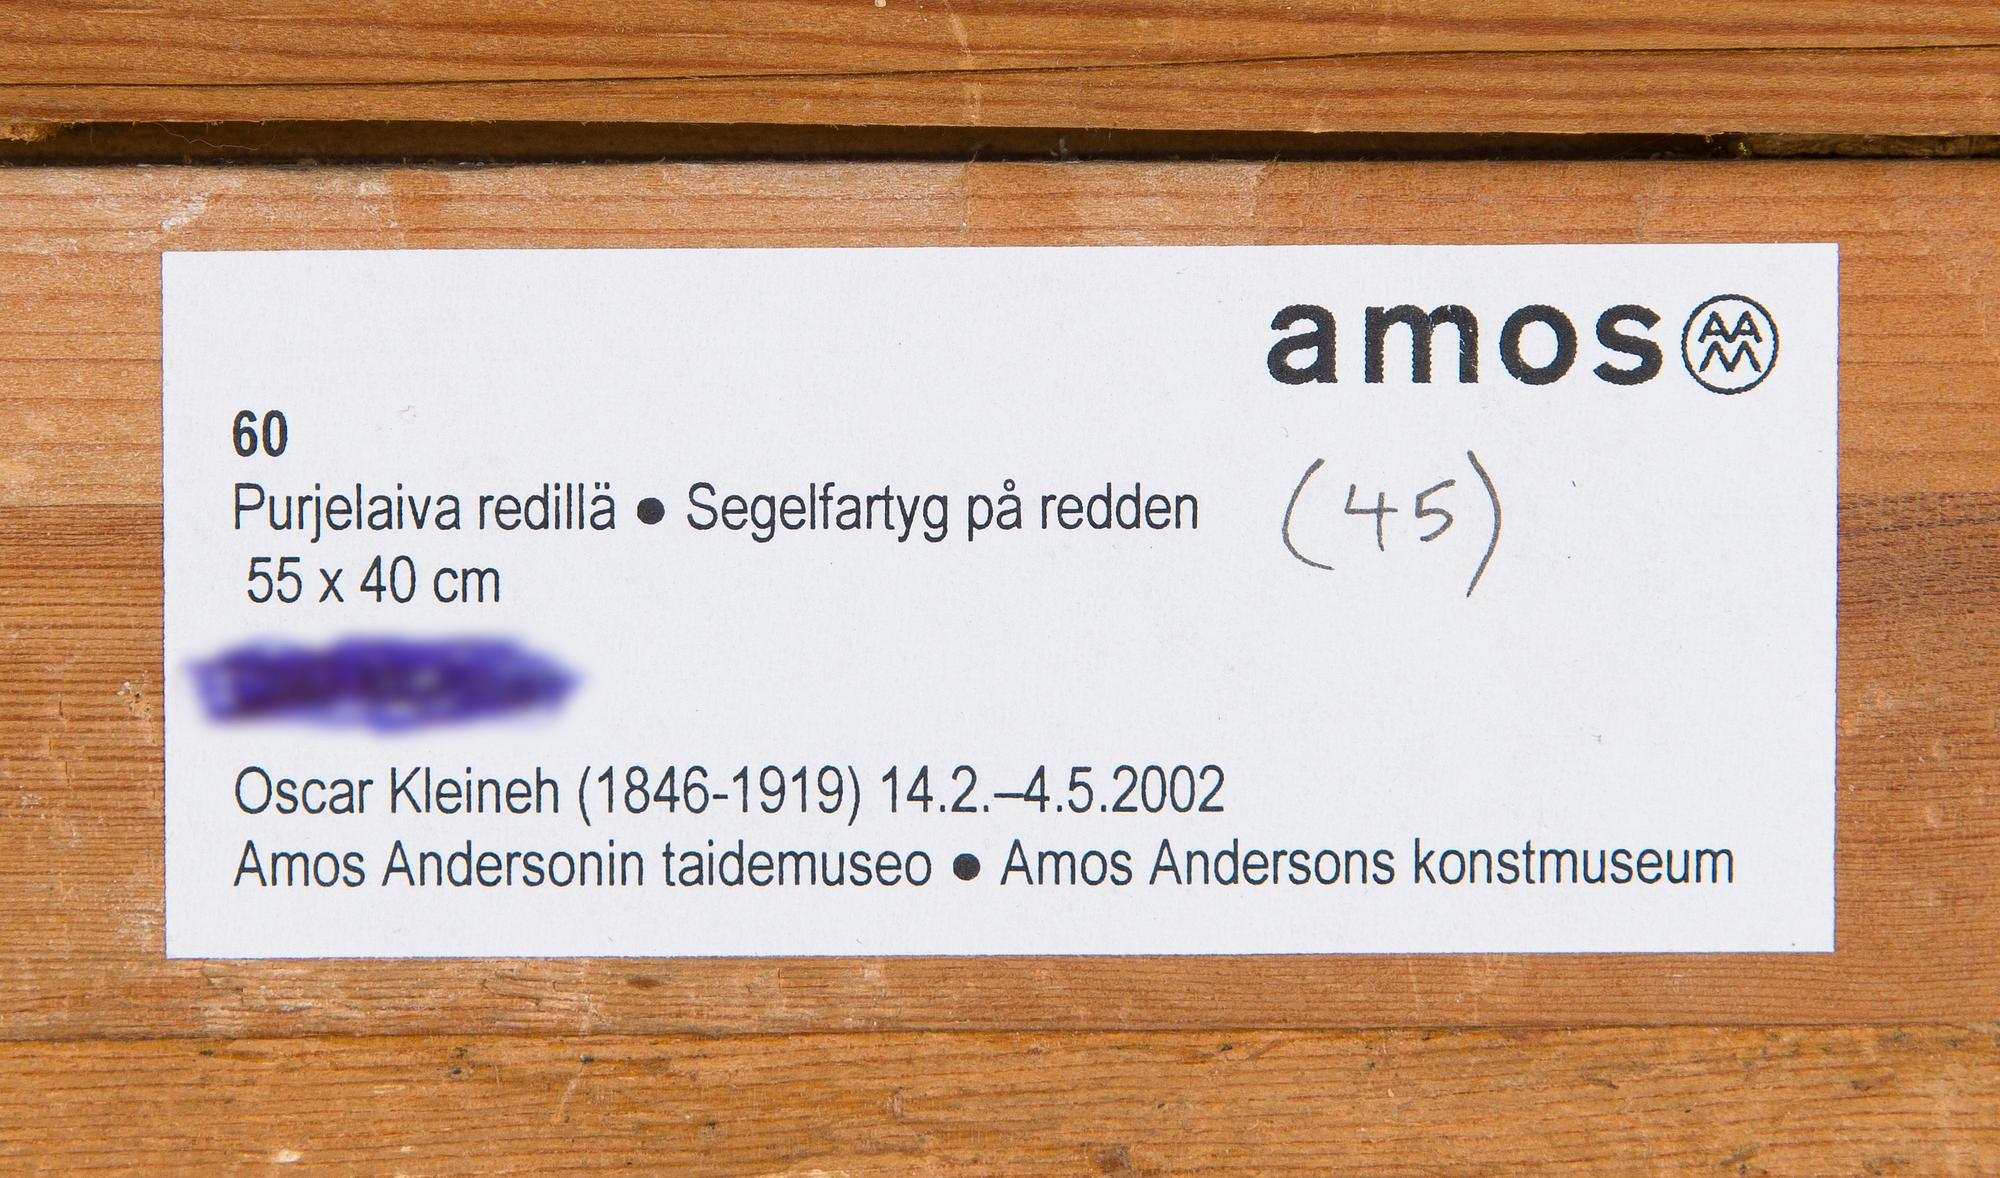 amos
60
Purjelaiva redillä • Segelfartyg på redden (45)
55 x 40 cm
Oscar Kleineh (1846-1919) 14.2.–4.5.2002
Amos Andersonin taidemuseo • Amos Andersons konstmuseum